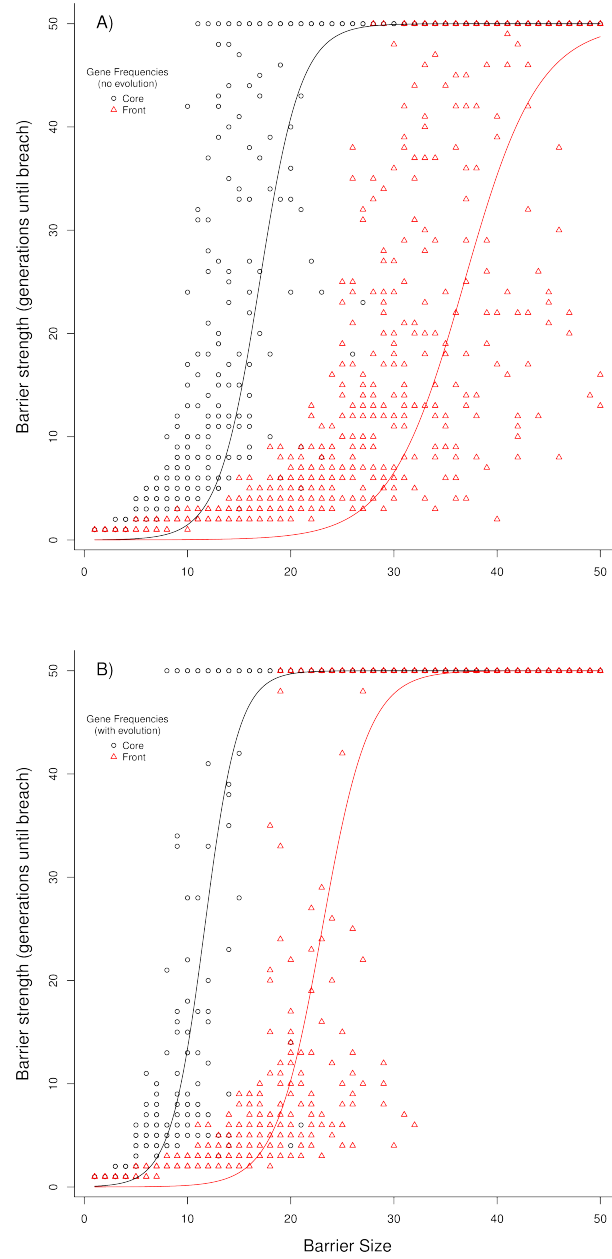 A)
Gene Frequencies
(no evolution)
Core
Front
Barrier strength (generations until breach)
50
40
30
20
10
0
0 10 20 30 40 50
B)
Gene Frequencies
(with evolution)
Core
Front
Barrier strength (generations until breach)
50
40
30
20
10
0
0 10 20 30 40 50
Barrier Size